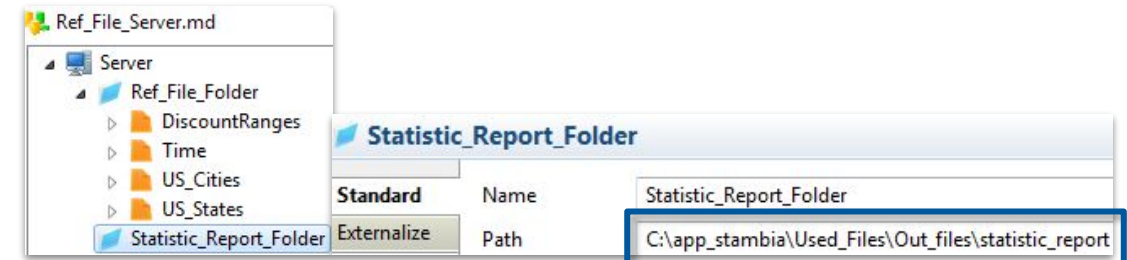 Ref_File_Server.md
Server
Ref_File_Folder
DiscountRanges
Time
US_Cities
US_States
Statistic_Report_Folder
Statistic_Report_Folder
Standard
Name
Statistic_Report_Folder
Externalize
Path
C:\app_stambia\Used_Files\Out_files\statistic_report